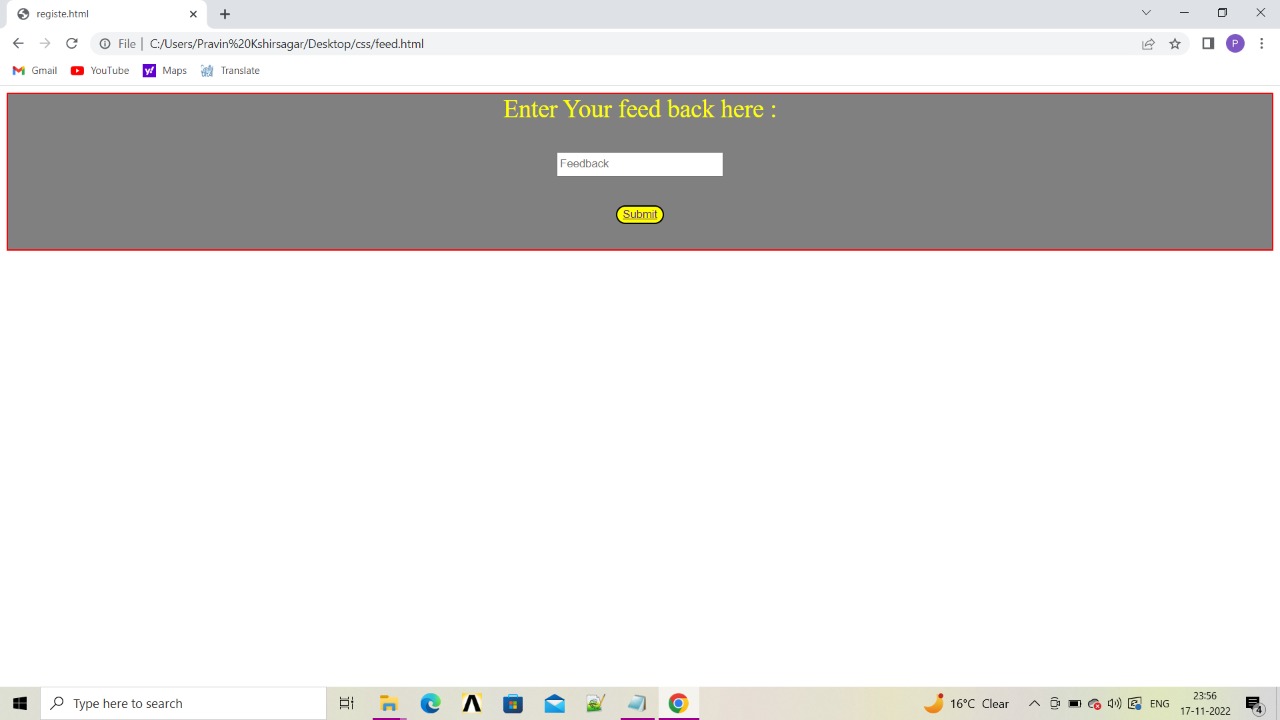 registe.html
File | C:/Users/Pravin%20Kshirsagar/Desktop/css/feed.html
P
Gmail YouTube Maps Translate
Enter Your feed back here :
Feedback
Submit
Type here to search
16°C Clear
ENG
23:56
17-11-2022
4